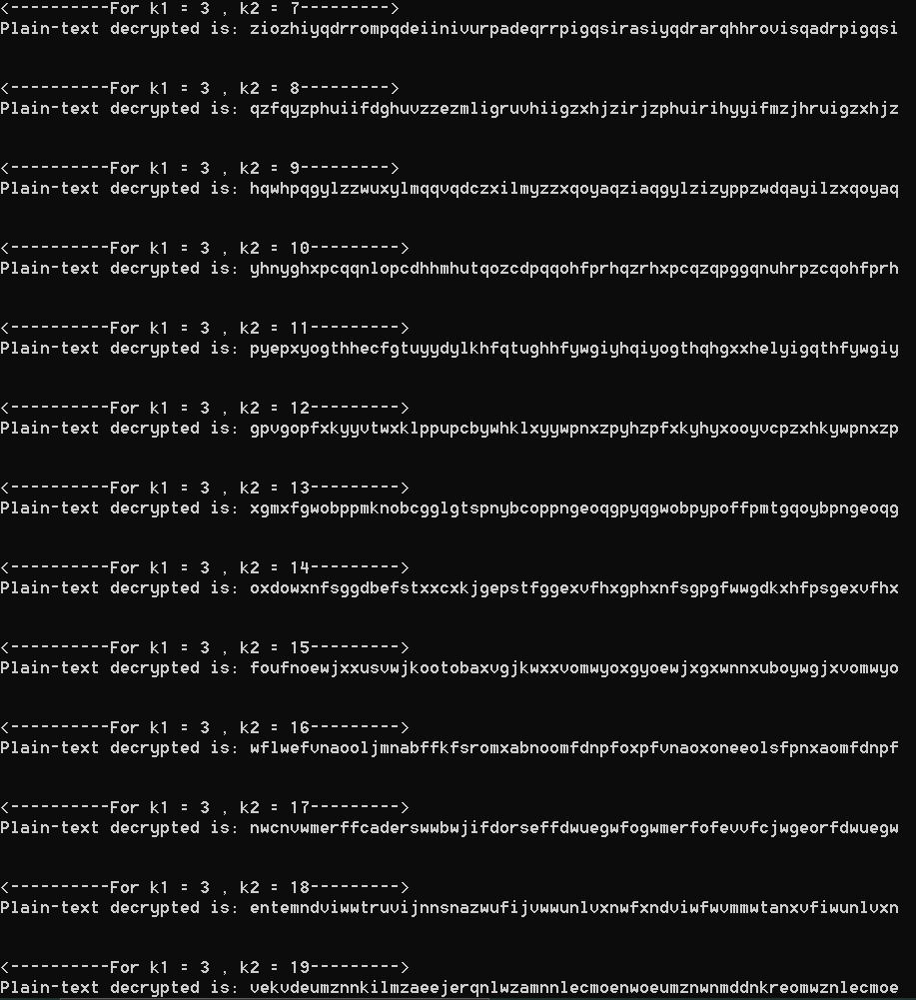 <----------For k1 = 3 , k2 = 7--------->
Plain-text decrypted is: ziozhiyqdrrompqdeiinivurpadeqrrpigqsirasiyqdrarqhhrovisqadrpigqsi
<----------For k1 = 3 , k2 = 8--------->
Plain-text decrypted is: qzfqyzphuiifdghuvzzezmligruvhiigzxhjzirjzphuirihyyifmzjhruigzxhjz
<----------For k1 = 3 , k2 = 9--------->
Plain-text decrypted is: hqwhpqgylzzwuxylmqqvqdczxilmyzzxqoyaqziaqgylzizyppzwdqayilzxqoyaq
<----------For k1 = 3 , k2 = 10--------->
Plain-text decrypted is: yhnyghxpcqqnlopcdhhmhutqozcdpqqohfprhqzrhxpcqzqpggqnuhrpzcqohfprh
<----------For k1 = 3 , k2 = 11--------->
Plain-text decrypted is: pyepxyogthhecfgtuyydylkhfqtughhfywgiyhqiyogthqhgxxhelyigqthfywgiy
<----------For k1 = 3 , k2 = 12--------->
Plain-text decrypted is: gpvgopfxkyyvtwxklppupcbywhklxyywpnxzpyhzpfxkyhyxooyvcpzxhkywpnxzp
<----------For k1 = 3 , k2 = 13--------->
Plain-text decrypted is: xgmxfgwobppmknobcgglgtspnybcoppngeoqgpyqgwobpypoffpmtgqoybpngeoqg
<----------For k1 = 3 , k2 = 14--------->
Plain-text decrypted is: oxdowxnfsggdbefstxxcxkjgepstfggexvfhxgphxnfsgpgfwwgdkxhfpsgexvfhx
<----------For k1 = 3 , k2 = 15--------->
Plain-text decrypted is: foufnoewjxxusvwjkootobaxvgjkwxxvomwyoxgyoewjxgxwnnxuboywgjxvomwyo
<----------For k1 = 3 , k2 = 16--------->
Plain-text decrypted is: wflwefvnaooljmnabffkfsromxabnoomfdnpfoxpfvnaoxoneeolsfpnxaomfdnpf
<----------For k1 = 3 , k2 = 17--------->
Plain-text decrypted is: nwcnvwmerffcaderswwbwjifdorseffdwuegwfogwmerfofevvfcjwgeorfdwuegw
<----------For k1 = 3 , k2 = 18--------->
Plain-text decrypted is: entemndviwwtruvijnnsnazwufijvwwunlvxnwfxndviwfwvmmwtanxvfiwunlvxn
<----------For k1 = 3 , k2 = 19--------->
Plain-text decrypted is: vekvdeumznnkilmzaeejerqnlwzamnnlecmoenwoeumznwnmddnkreomwznlecmoe